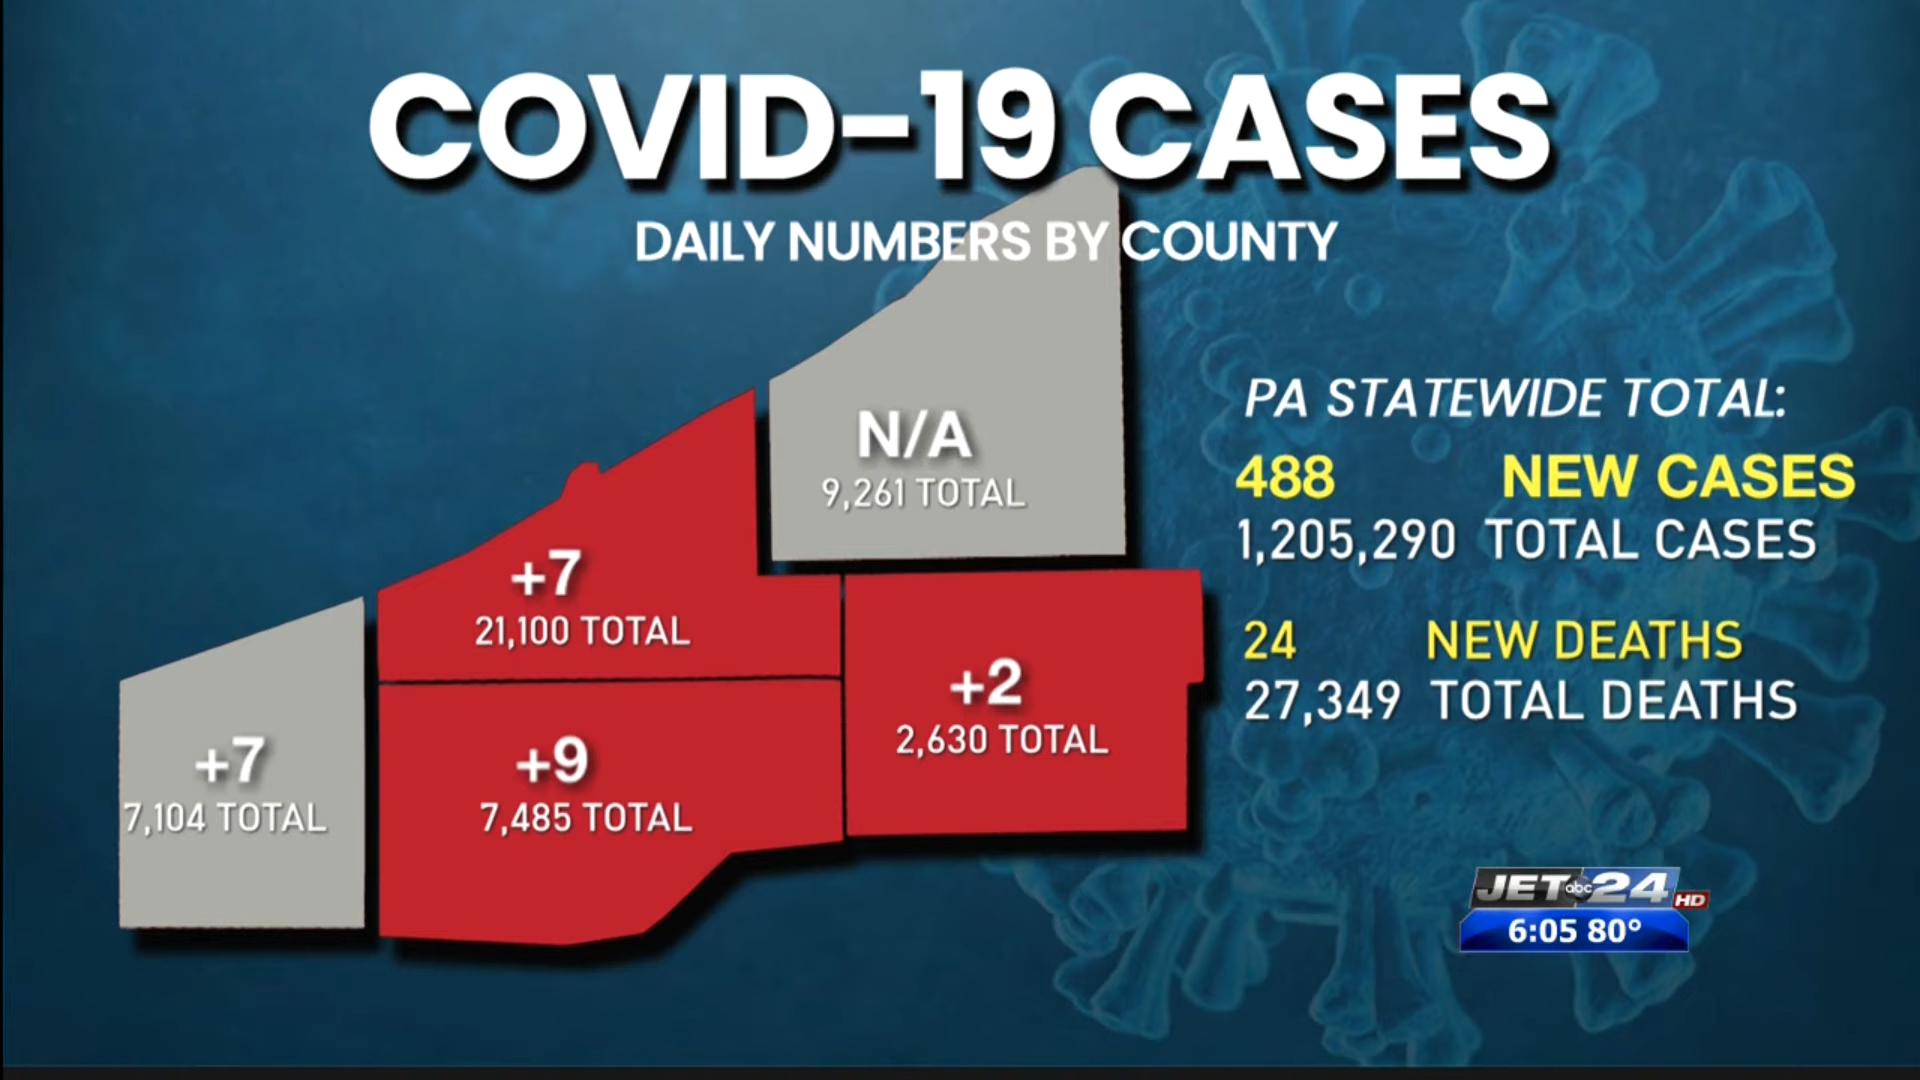 COVID-19 CASES
DAILY NUMBERS BY COUNTY
N/A
9,261 TOTAL
+7
21,100 TOTAL
+2
2,630 TOTAL
+7
7,104 TOTAL
+9
7,485 TOTAL
PA STATEWIDE TOTAL:
488 NEW CASES
1,205,290 TOTAL CASES
24 NEW DEATHS
27,349 TOTAL DEATHS
JET abc 24 HD
6:05 80°